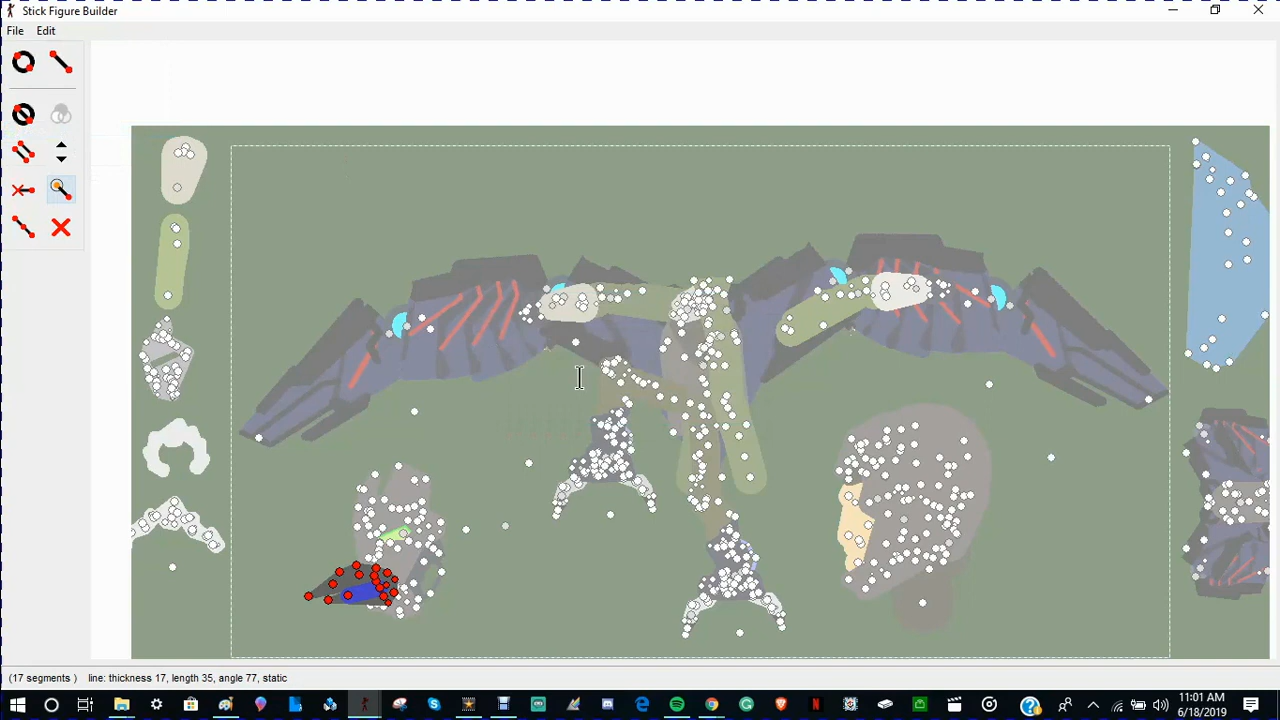 Stick Figure Builder
File Edit
(17 segments ) line: thickness 17, length 35, angle 77, static
11:01 AM
6/18/2019